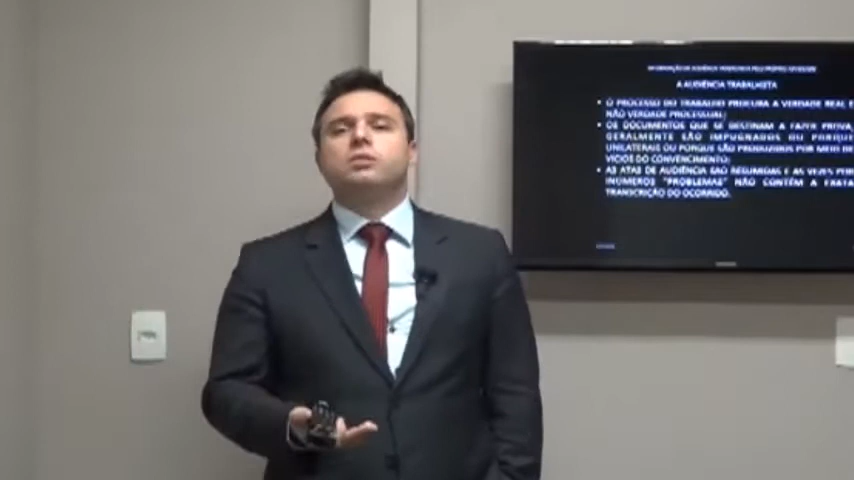 A AUDIÊNCIA TRABALHISTA
• O PROCESSO DO TRABALHO PROCURA A VERDADE REAL E
NÃO VERDADE PROCESSUAL;
• OS DOCUMENTOS QUE SE DESTINAM A FAZER PROVA,
GERALMENTE SÃO IMPUGNADOS OU PORQUE
UNILATERAIS OU PORQUE SÃO PRODUZIDOS POR MEIO DE
VÍCIOS DO CONVENCIMENTO;
• AS ATAS DE AUDIÊNCIA SÃO RESUMIDAS E AS VEZES POR
INÚMEROS "PROBLEMAS" NÃO CONTÉM A EXATA
TRANSCRIÇÃO DO OCORRIDO.